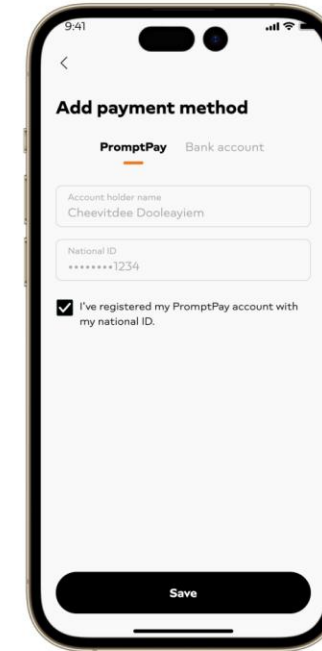 9:41
Add payment method
PromptPay Bank account
Account holder name
Cheevitdee Dooleayiem
National ID
••••••••1234
I've registered my PromptPay account with
my national ID.
Save